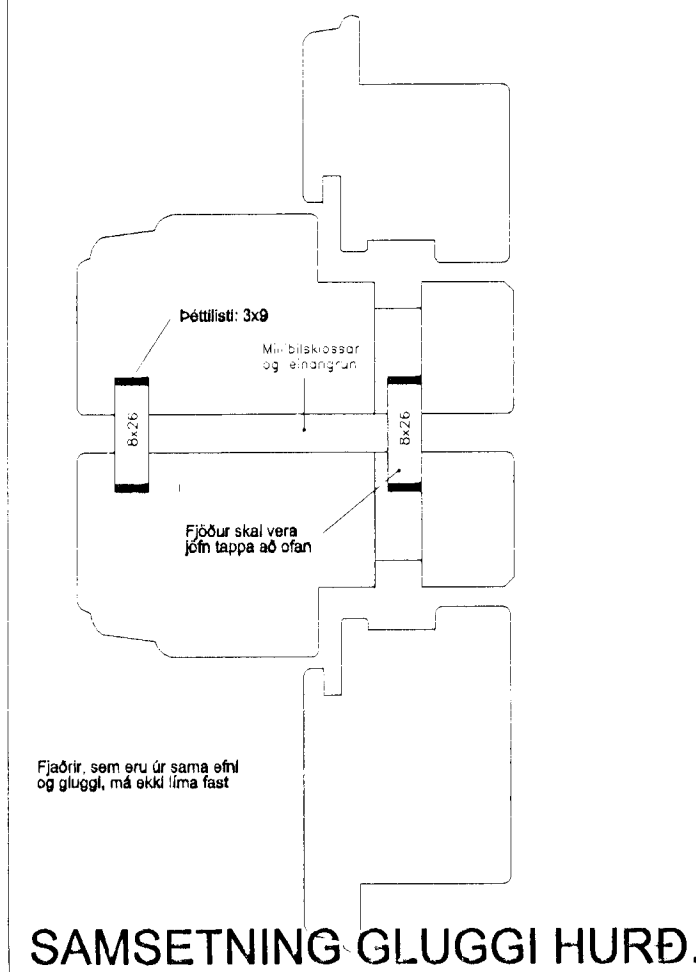 Þéttilisti: 3x9
Millibilsklossar
og einangrun
8x26
8x26
Fjöður skal vera
jöfn tappa að ofan
Fjaðrir, sem eru úr sama efni
og gluggi, má ekki líma fast
SAMSETNING GLUGGI HURÐ.